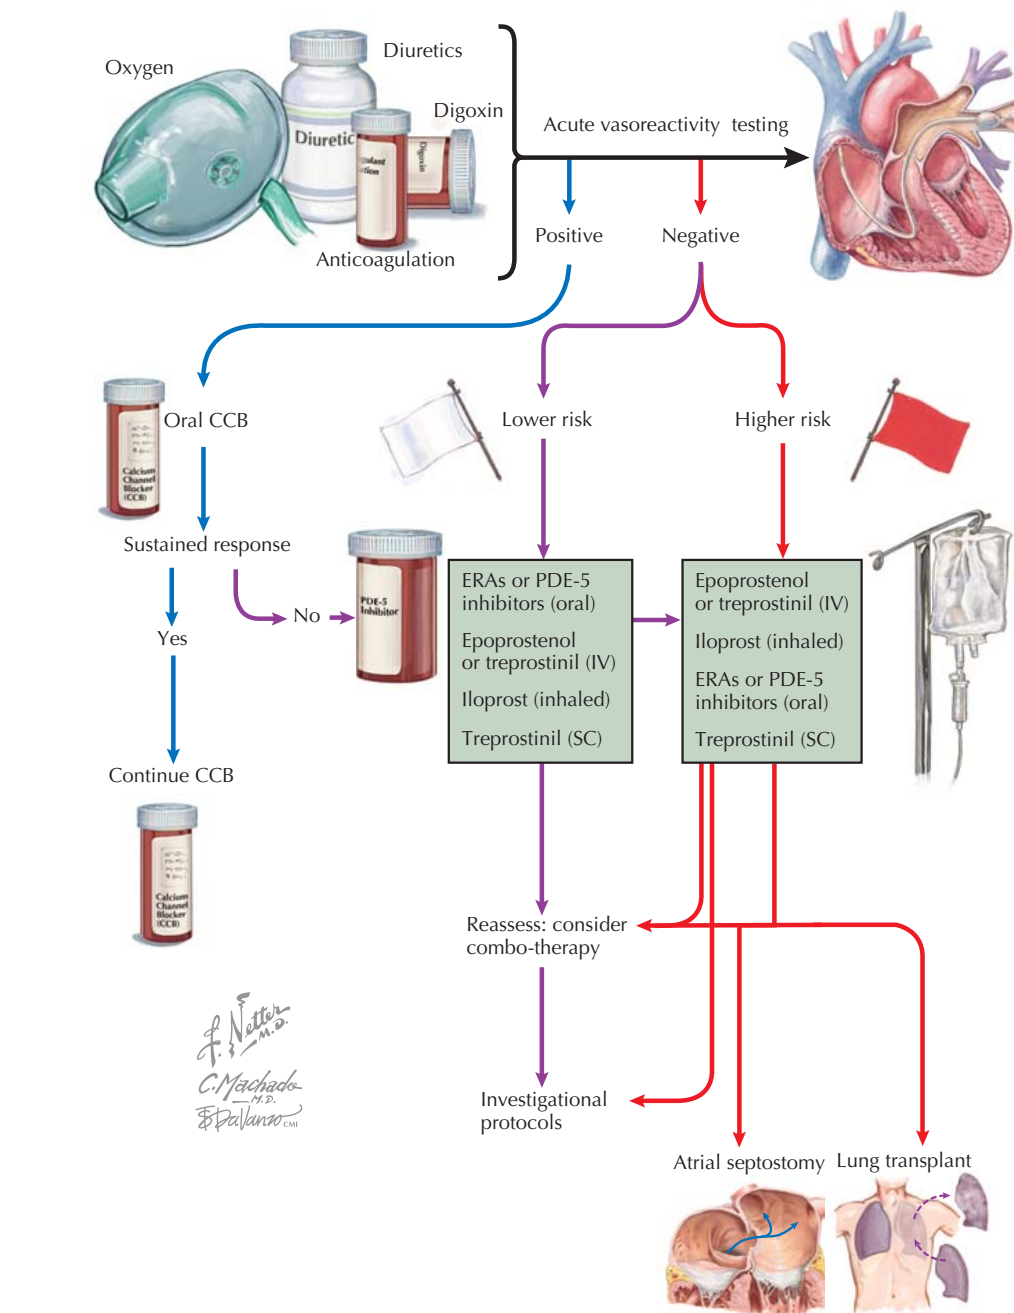 Oxygen
Diuretics
Digoxin
Diuretic
Digoxin
Anticoagulation
Acute vasoreactivity testing
Positive
Negative
Calcium
Channel
Blocker
(CCB)
Oral CCB
Lower risk
Higher risk
Sustained response
Yes
No
PDE-5
Inhibitor
ERAs or PDE-5
inhibitors (oral)
Epoprostenol
or treprostinil (IV)
Iloprost (inhaled)
Treprostinil (SC)
Epoprostenol
or treprostinil (IV)
Iloprost (inhaled)
ERAs or PDE-5
inhibitors (oral)
Treprostinil (SC)
Continue CCB
Calcium
Channel
Blocker
(CCB)
Reassess: consider
combo-therapy
Investigational
protocols
F. Netter
M.D.
C. Machado
M.D.
DaVanzo CMI
Atrial septostomy
Lung transplant